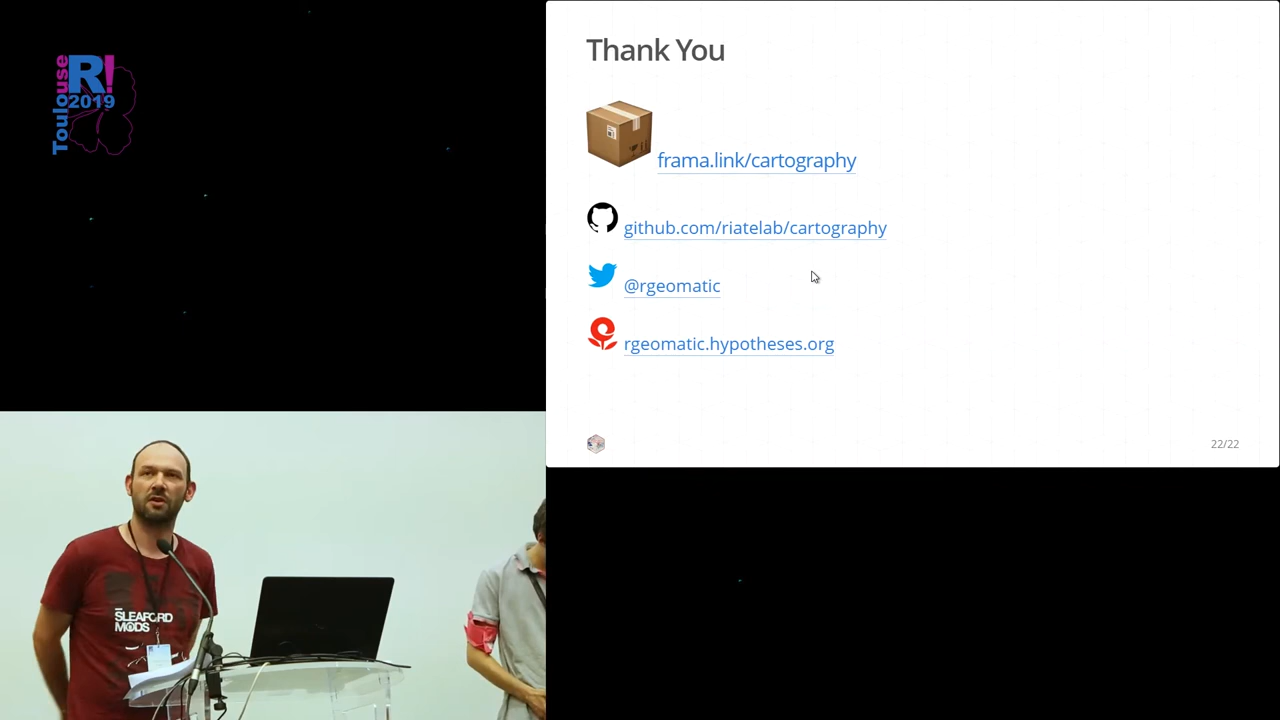 Toulouse
R!
2019
Thank You
frama.link/cartography
github.com/riatelab/cartography
@rgeomatic
rgeomatic.hypotheses.org
22/22
SLEAFORD
MODS